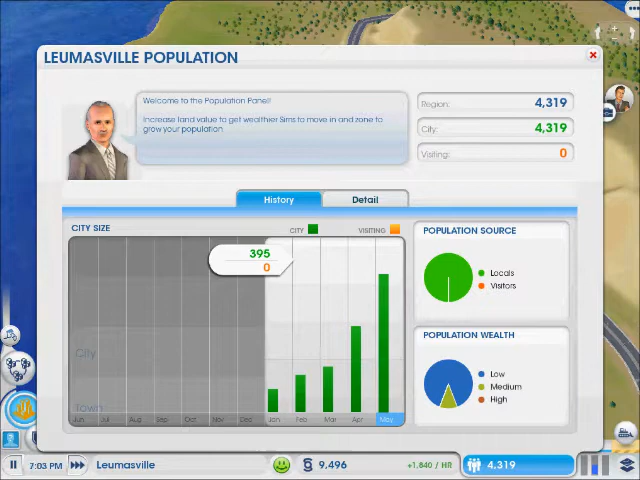 LEUMASVILLE POPULATION
Welcome to the Population Panel!
Increase land value to get wealthier Sims to move in and zone to
grow your population
Region: 4,319
City: 4,319
Visiting: 0
History
Detail
CITY SIZE
CITY
VISITING
395
0
City
Town
Jun Jul Aug Sep Oct Nov Dec Jan Feb Mar Apr May
POPULATION SOURCE
Locals
Visitors
POPULATION WEALTH
Low
Medium
High
7:03 PM
Leumasville
9,496
+1,840 / HR
4,319